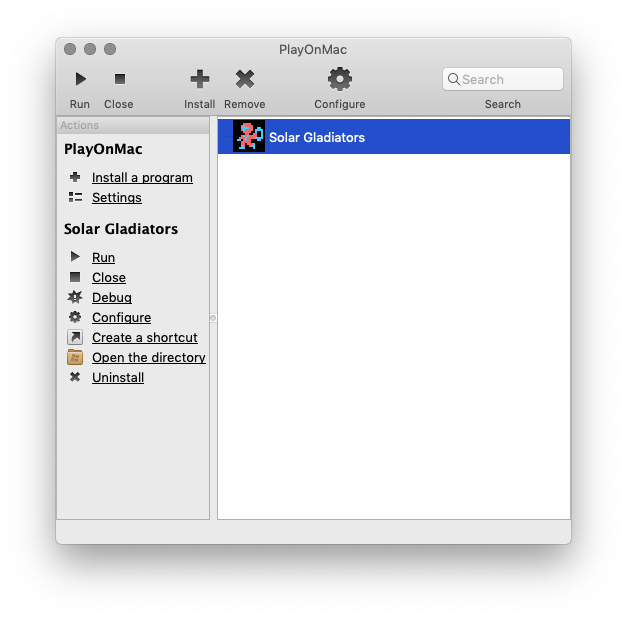 PlayOnMac
Search
Run Close Install Remove Configure Search
Actions
PlayOnMac
Install a program
Settings
Solar Gladiators
Run
Close
Debug
Configure
Create a shortcut
Open the directory
Uninstall
Solar Gladiators